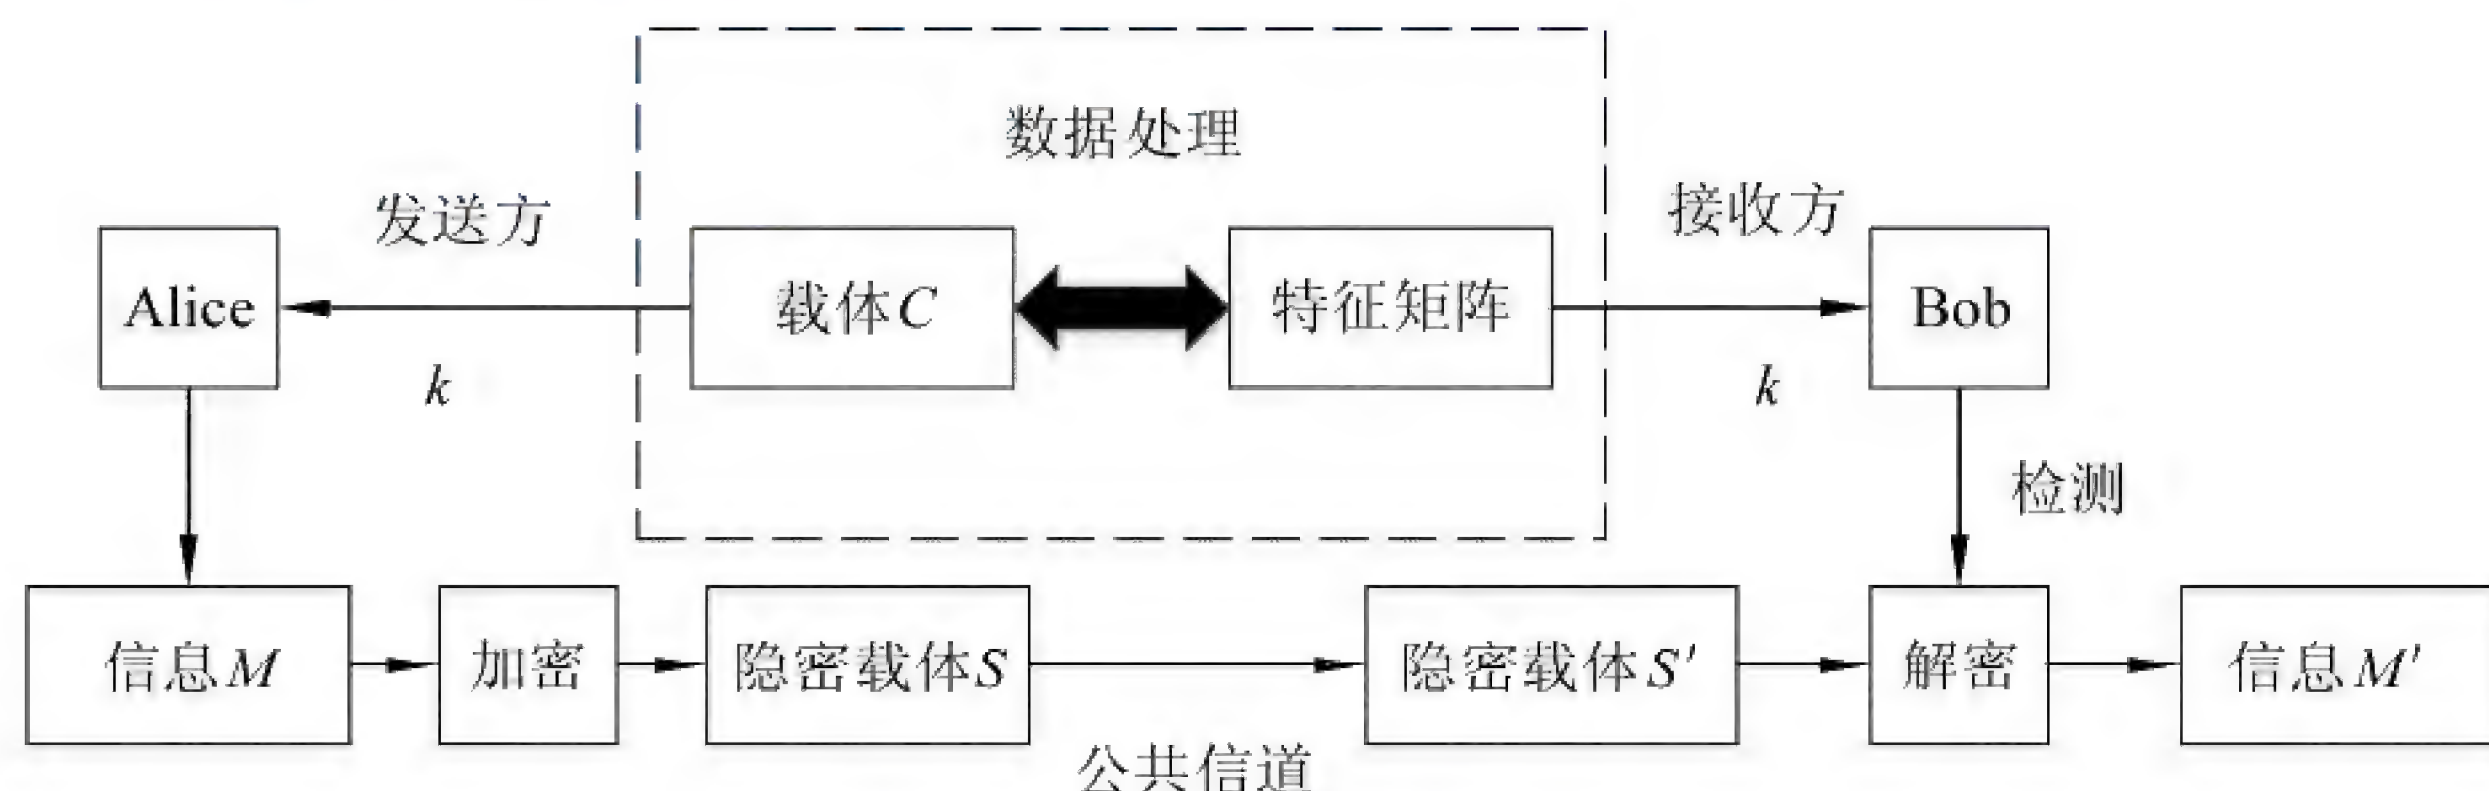 数据处理
发送方
接收方
Alice
载体C
特征矩阵
Bob
k
k
检测
信息M
加密
隐密载体S
隐密载体S'
解密
信息M'
公共信道